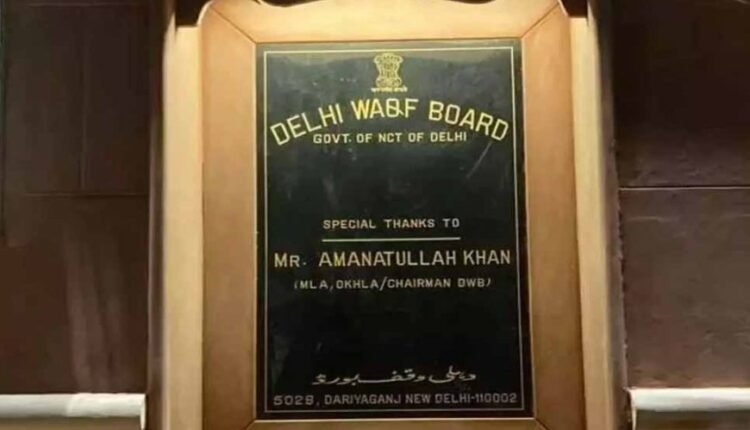 DELHI WAQF BOARD
GOVT. OF NCT OF DELHI
SPECIAL THANKS TO
MR. AMANATULLAH KHAN
(MLA, OKHLA/CHAIRMAN DWB)
دہلی وقف بورڈ
5028, DARIYAGANJ NEW DELHI-110002